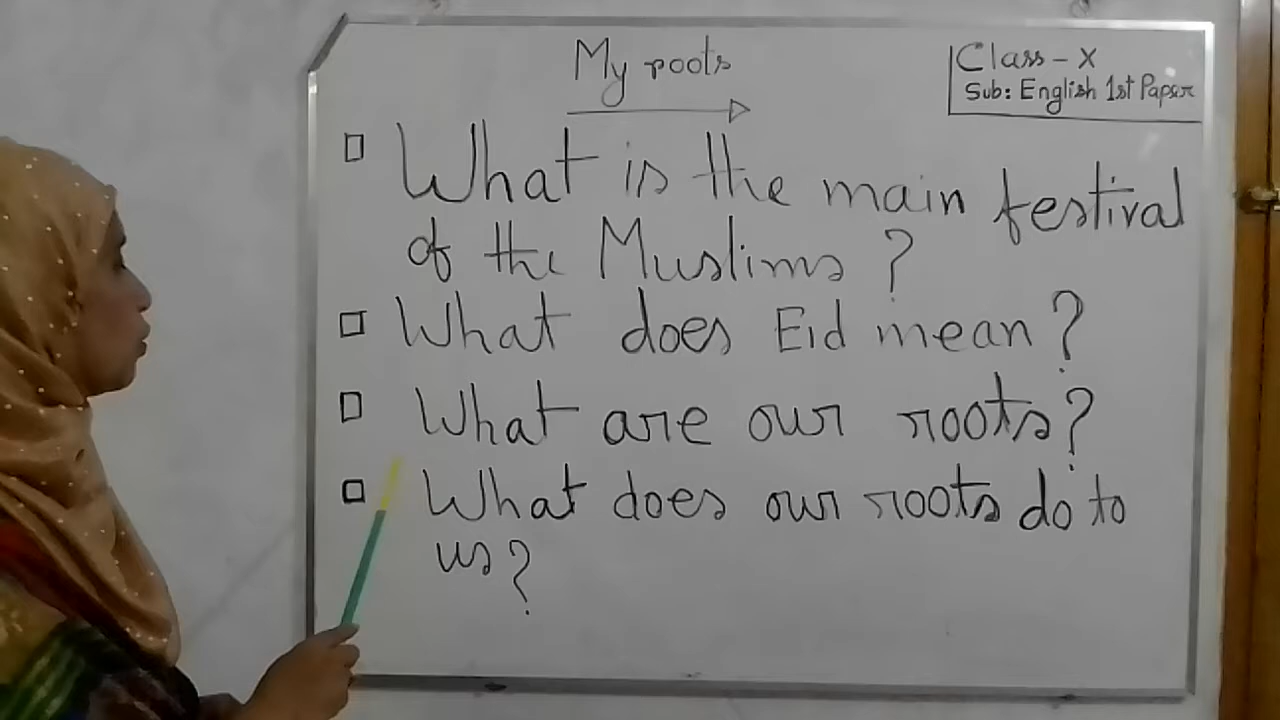 My roots
Class - X
Sub: English 1st Paper
What is the main festival
of the Muslims?
What does Eid mean?
What are our roots?
What does our roots do to
us?